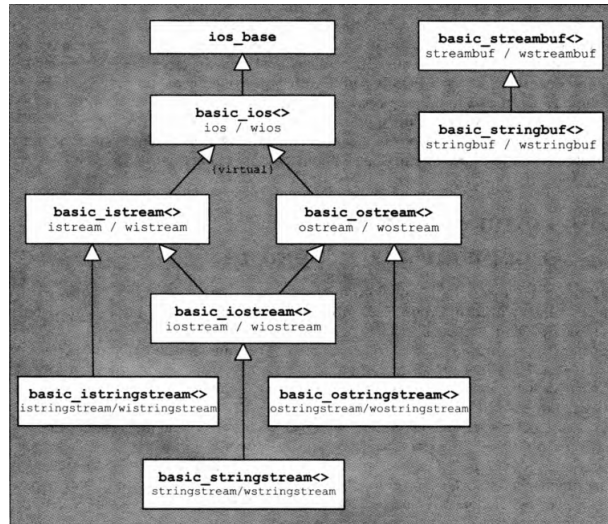 ios_base
basic_streambuf<>
streambuf / wstreambuf
basic_ios<>
ios / wios
basic_stringbuf<>
stringbuf / wstringbuf
{virtual}
basic_istream<>
istream / wistream
basic_ostream<>
ostream / wostream
basic_iostream<>
iostream / wiostream
basic_istringstream<>
istringstream/wistringstream
basic_ostringstream<>
ostringstream/wostringstream
basic_stringstream<>
stringstream/wstringstream